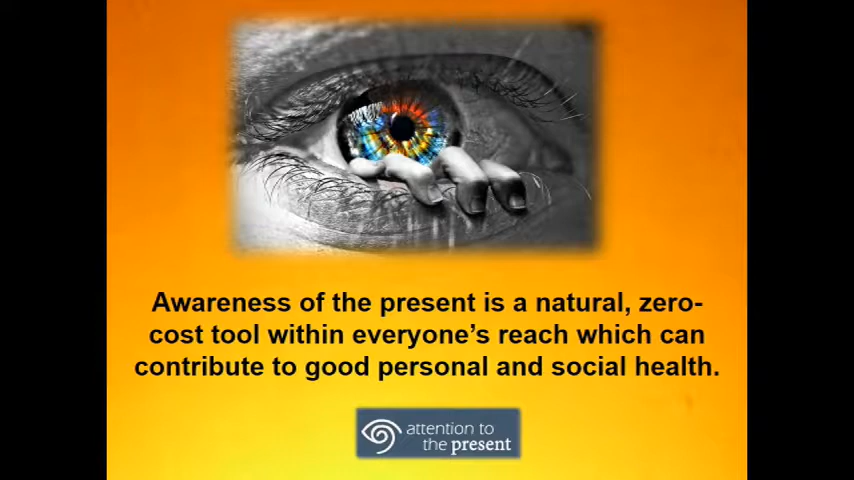 Awareness of the present is a natural, zero-
cost tool within everyone’s reach which can
contribute to good personal and social health.
attention to
the present